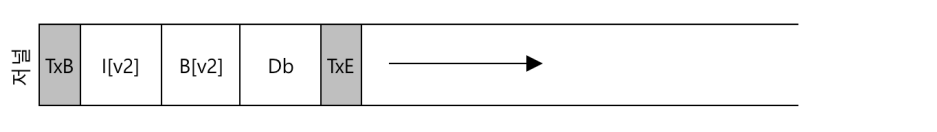 저널
TxB I[v2] B[v2] Db TxE